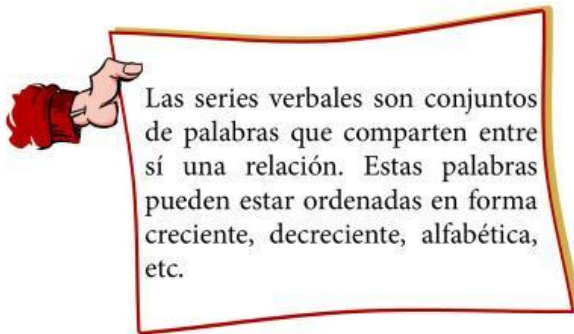 Las series verbales son conjuntos
de palabras que comparten entre
sí una relación. Estas palabras
pueden estar ordenadas en forma
creciente, decreciente, alfabética,
etc.